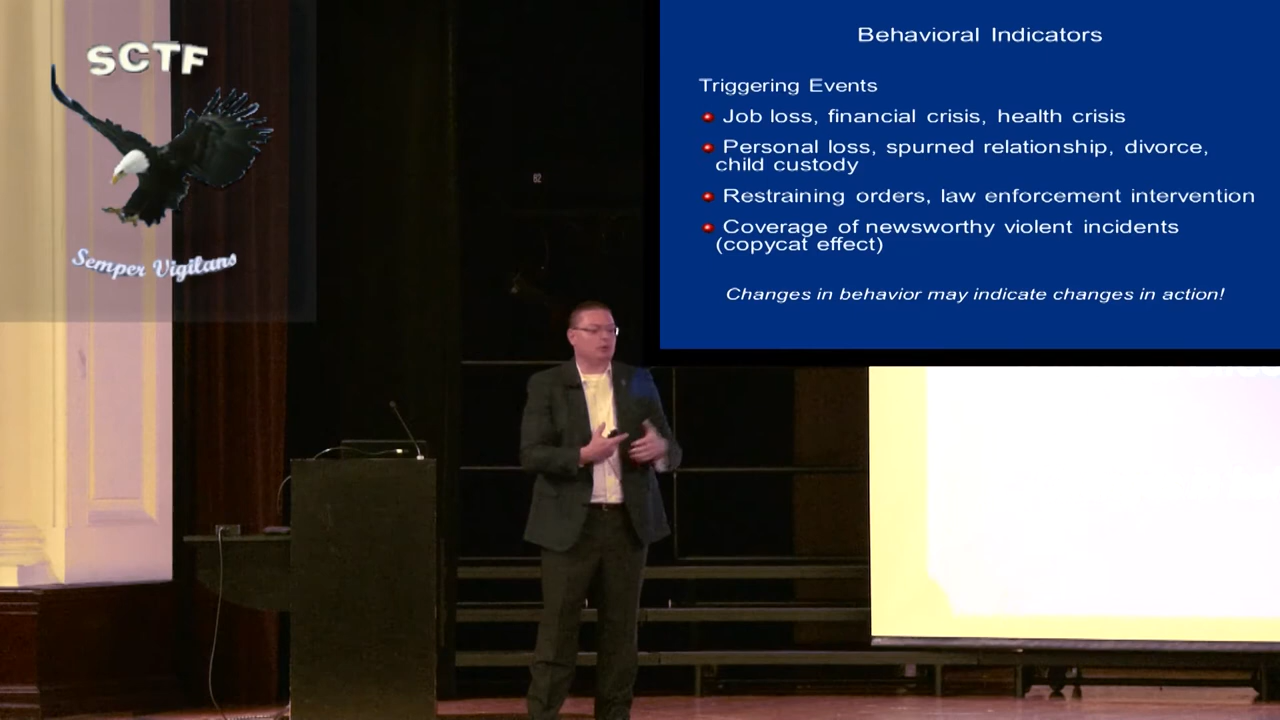 SCTF
Semper Vigilans
Behavioral Indicators
Triggering Events
Job loss, financial crisis, health crisis
Personal loss, spurned relationship, divorce,
child custody
Restraining orders, law enforcement intervention
Coverage of newsworthy violent incidents
(copycat effect)
Changes in behavior may indicate changes in action!
82